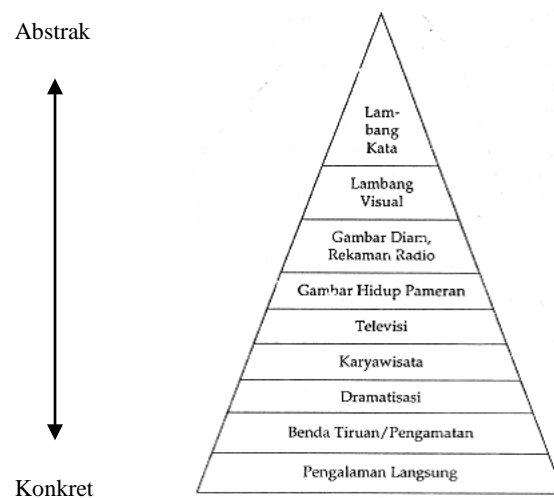 Abstrak
Lam-
bang
Kata
Lambang
Visual
Gambar Diam,
Rekaman Radio
Gambar Hidup Pameran
Televisi
Karyawisata
Dramatisasi
Benda Tiruan/Pengamatan
Pengalaman Langsung
Konkret